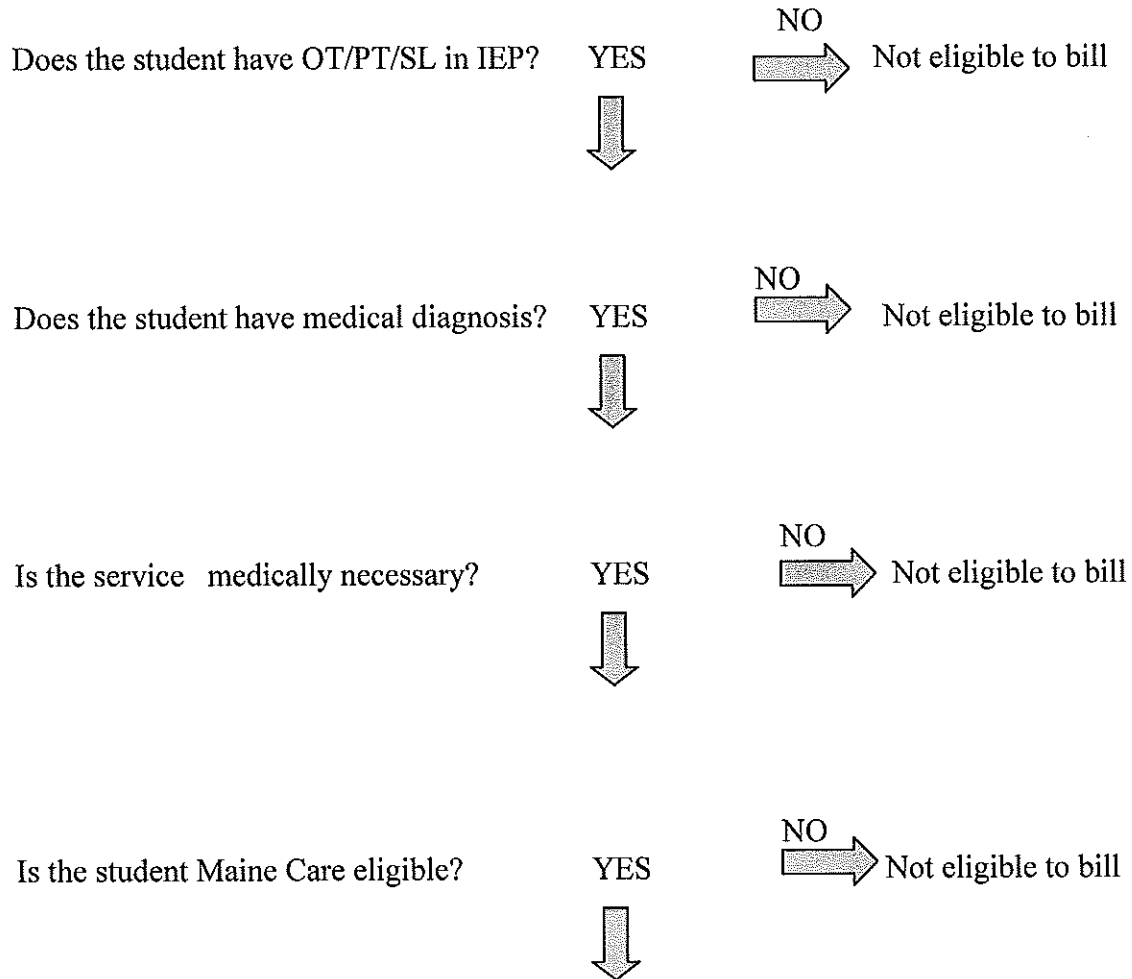 NO
Does the student have OT/PT/SL in IEP? YES Not eligible to bill
NO
Does the student have medical diagnosis? YES Not eligible to bill
NO
Is the service medically necessary? YES Not eligible to bill
NO
Is the student Maine Care eligible? YES Not eligible to bill